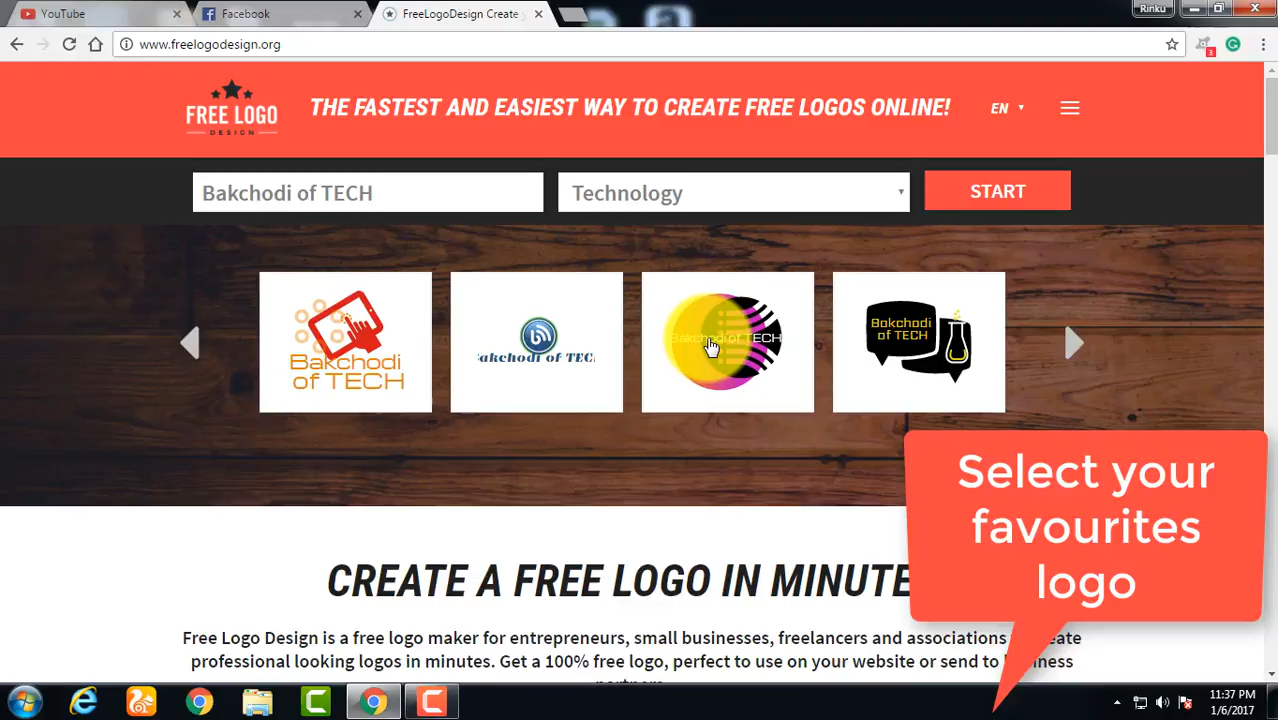 YouTube
Facebook
FreeLogoDesign Create
Rinku
www.freelogodesign.org
3
FREE LOGO
DESIGN
THE FASTEST AND EASIEST WAY TO CREATE FREE LOGOS ONLINE!
EN
Bakchodi of TECH
Technology
START
Bakchodi
of TECH
akchodi of TEC
Bakchodi of TECH
Bakchodi
of TECH
Select your
favourites
logo
CREATE A FREE LOGO IN MINUTE
Free Logo Design is a free logo maker for entrepreneurs, small businesses, freelancers and associations
professional looking logos in minutes. Get a 100% free logo, perfect to use on your website or send to
11:37 PM
1/6/2017